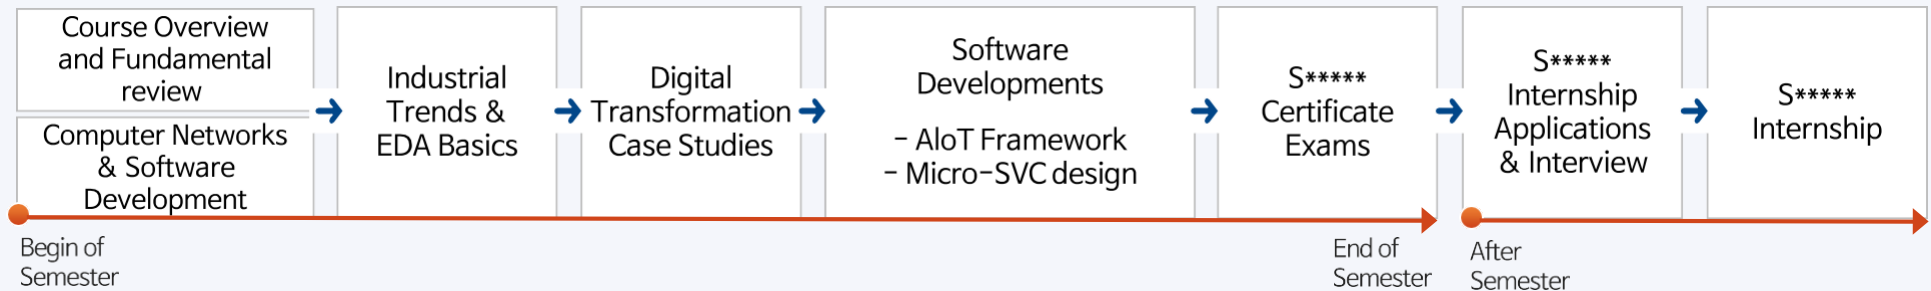 Course Overview
and Fundamental
review
Computer Networks
& Software
Development
Industrial
Trends &
EDA Basics
Digital
Transformation
Case Studies
Software
Developments
- AIoT Framework
- Micro-SVC design
S*****
Certificate
Exams
S*****
Internship
Applications
& Interview
S*****
Internship
Begin of
Semester
End of
Semester
After
Semester